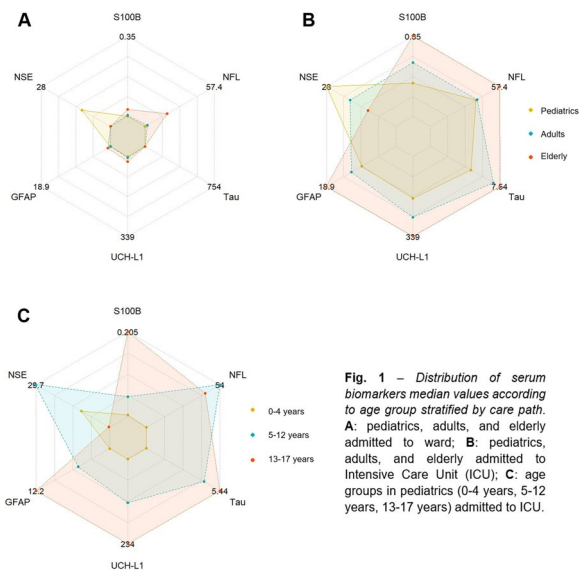 A
S100B
0.35
NSE
28
NFL
57.4
18.9
GFAP
754
Tau
339
UCH-L1
B
S100B
0.35
NSE
28
NFL
57.4
18.9
GFAP
7.64
Tau
339
UCH-L1
Pediatrics
Adults
Elderly
C
S100B
0.205
NSE
29.7
NFL
54
12.2
GFAP
5.44
Tau
234
UCH-L1
0-4 years
5-12 years
13-17 years
Fig. 1 – Distribution of serum
biomarkers median values according
to age group stratified by care path.
A: pediatrics, adults, and elderly
admitted to ward; B: pediatrics,
adults, and elderly admitted to
Intensive Care Unit (ICU); C: age
groups in pediatrics (0-4 years, 5-12
years, 13-17 years) admitted to ICU.